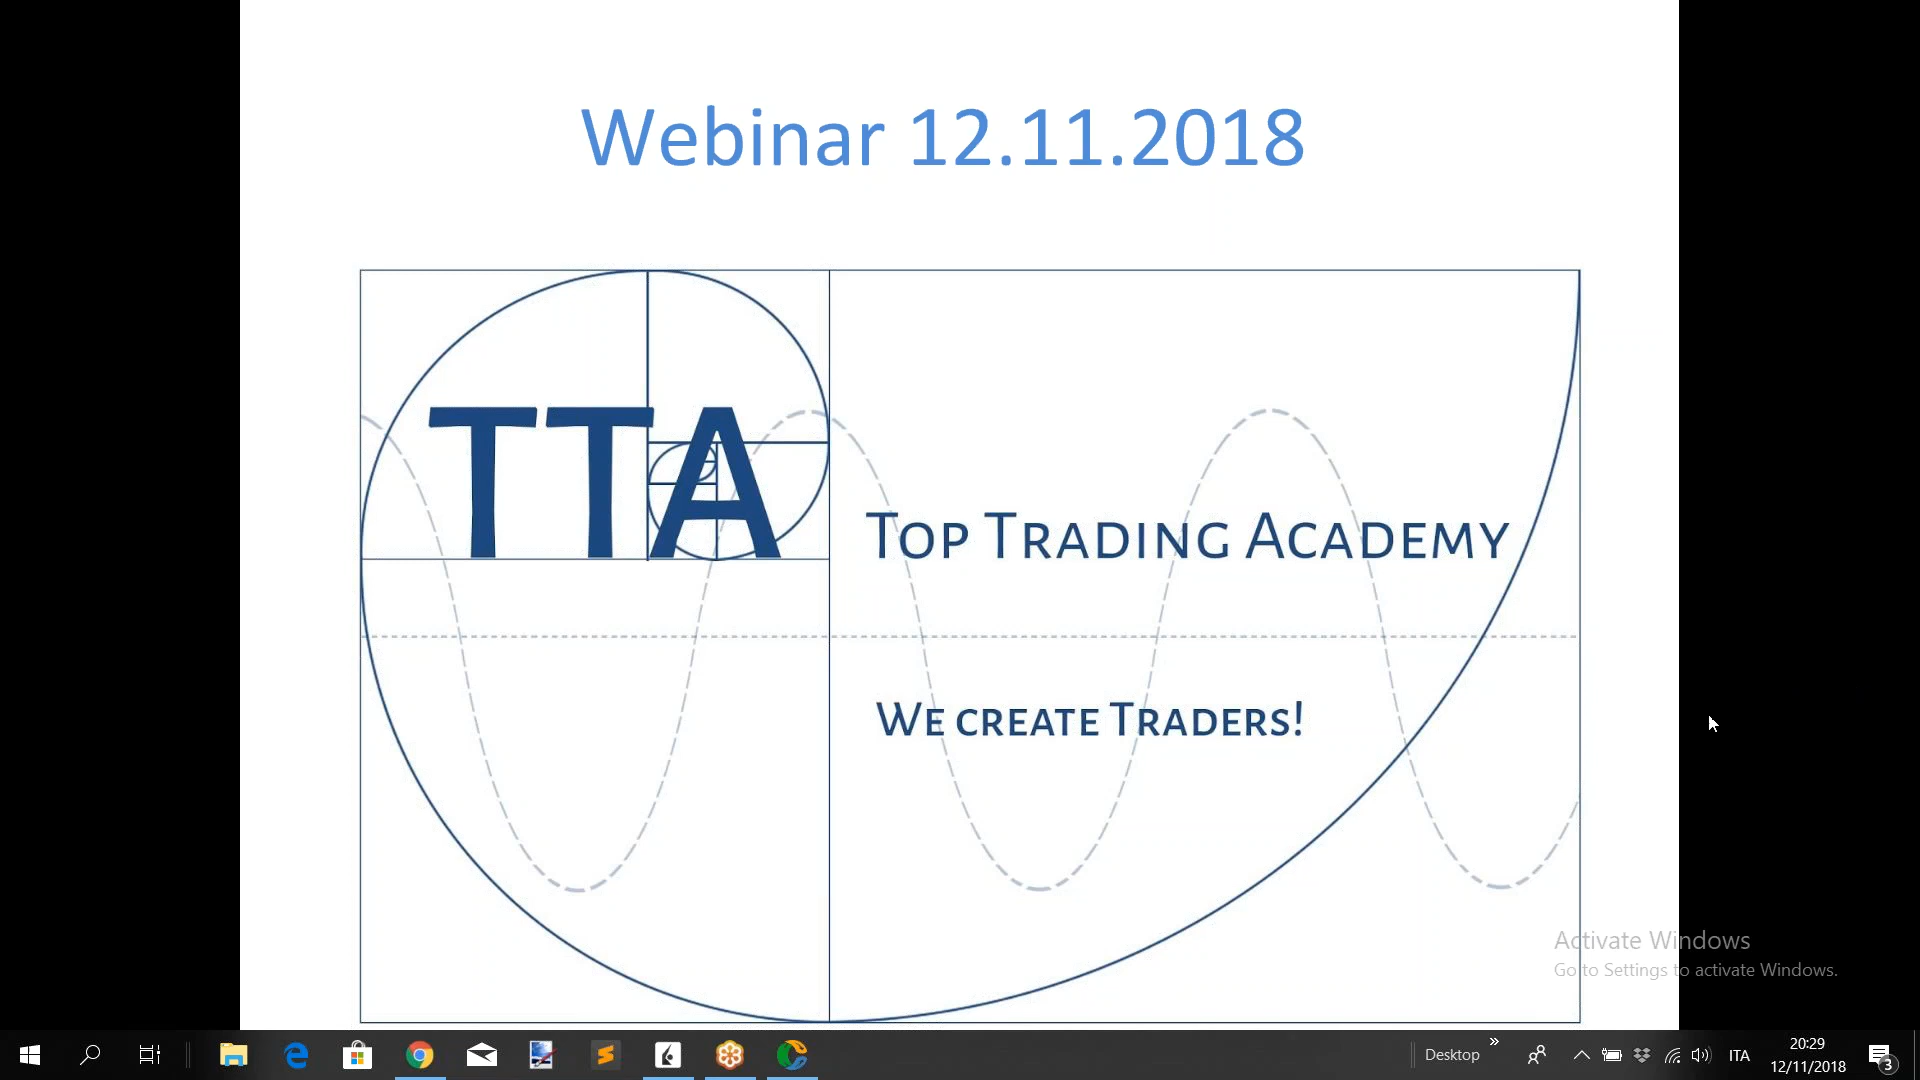 Webinar 12.11.2018
TTA
Top Trading Academy
We create Traders!
Activate Windows
Go to Settings to activate Windows.
Desktop
»
ITA
20:29
12/11/2018
3